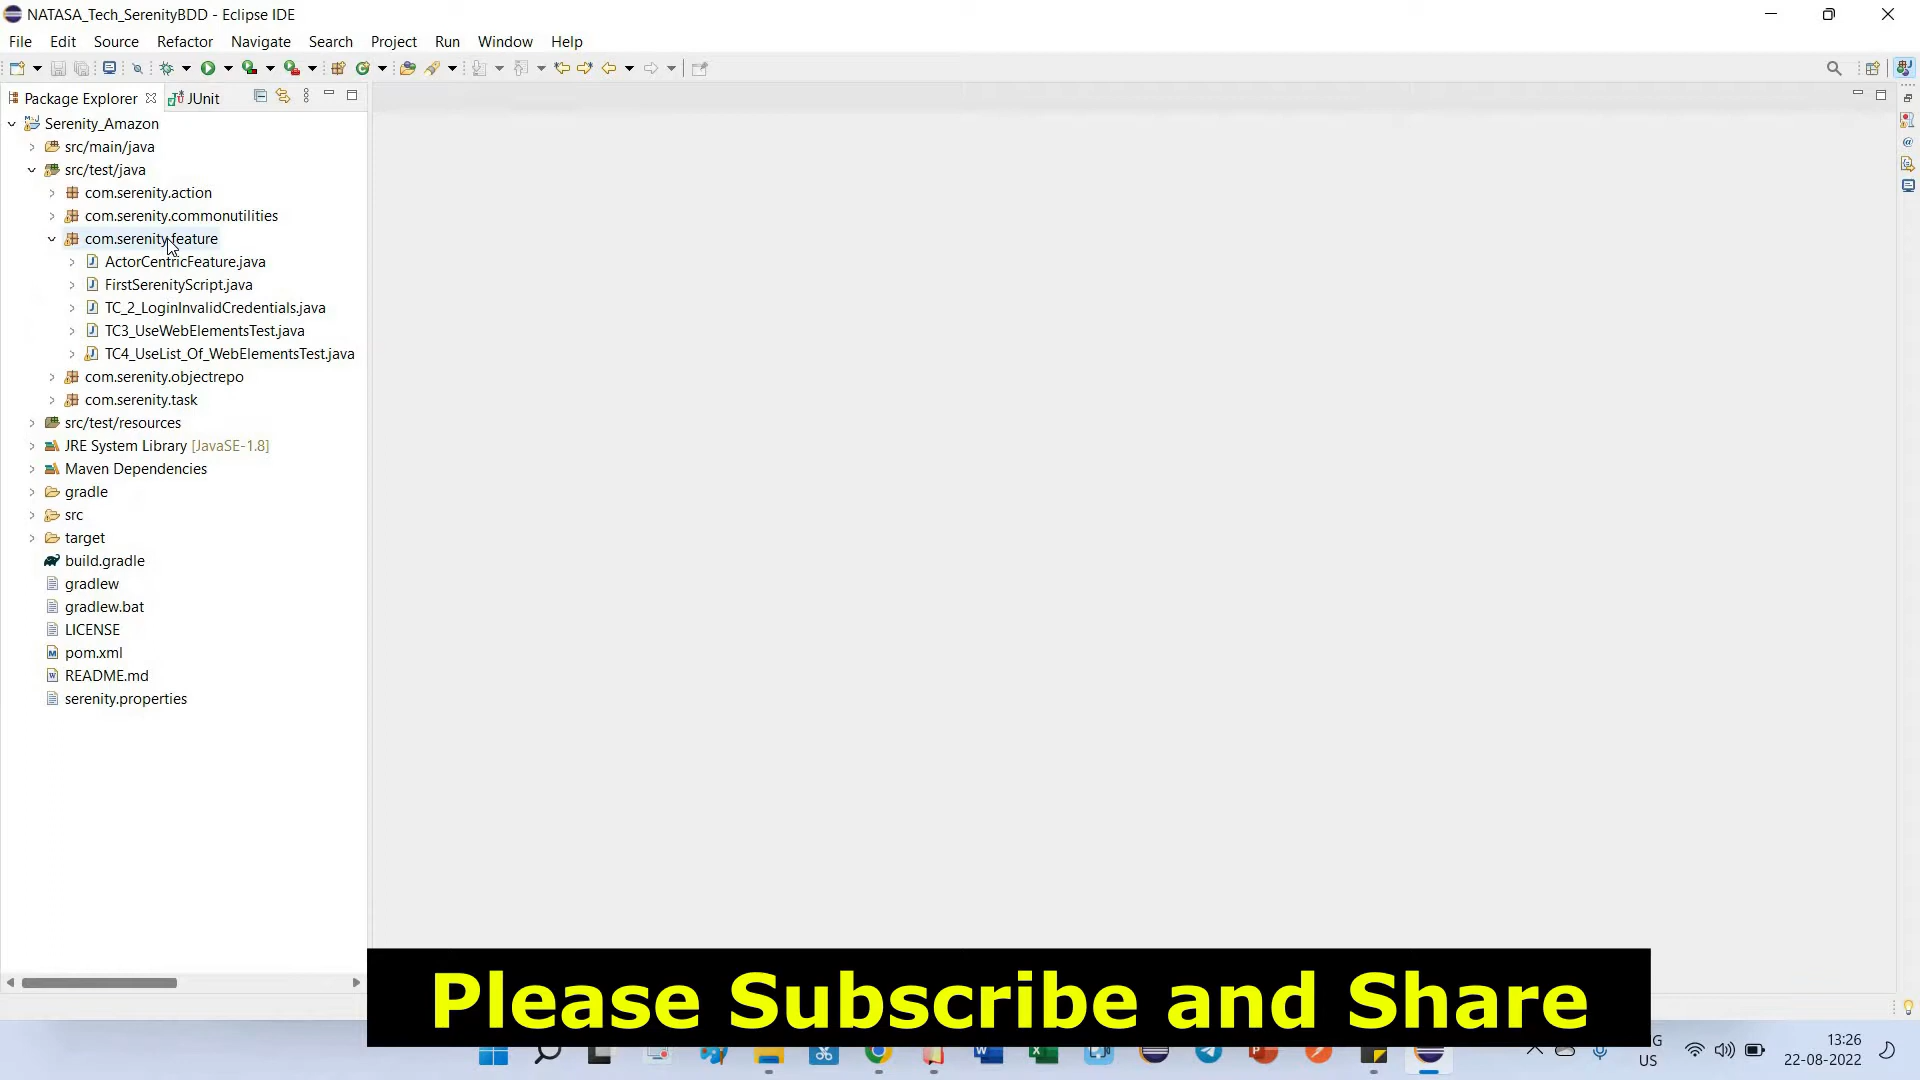 NATASA_Tech_SerenityBDD - Eclipse IDE
File Edit Source Refactor Navigate Search Project Run Window Help
Package Explorer JUnit
Serenity_Amazon
src/main/java
src/test/java
com.serenity.action
com.serenity.commonutilities
com.serenity.feature
ActorCentricFeature.java
FirstSerenityScript.java
TC_2_LoginInvalidCredentials.java
TC3_UseWebElementsTest.java
TC4_UseList_Of_WebElementsTest.java
com.serenity.objectrepo
com.serenity.task
src/test/resources
JRE System Library [JavaSE-1.8]
Maven Dependencies
gradle
src
target
build.gradle
gradlew
gradlew.bat
LICENSE
pom.xml
README.md
serenity.properties
Please Subscribe and Share
US
13:26
22-08-2022